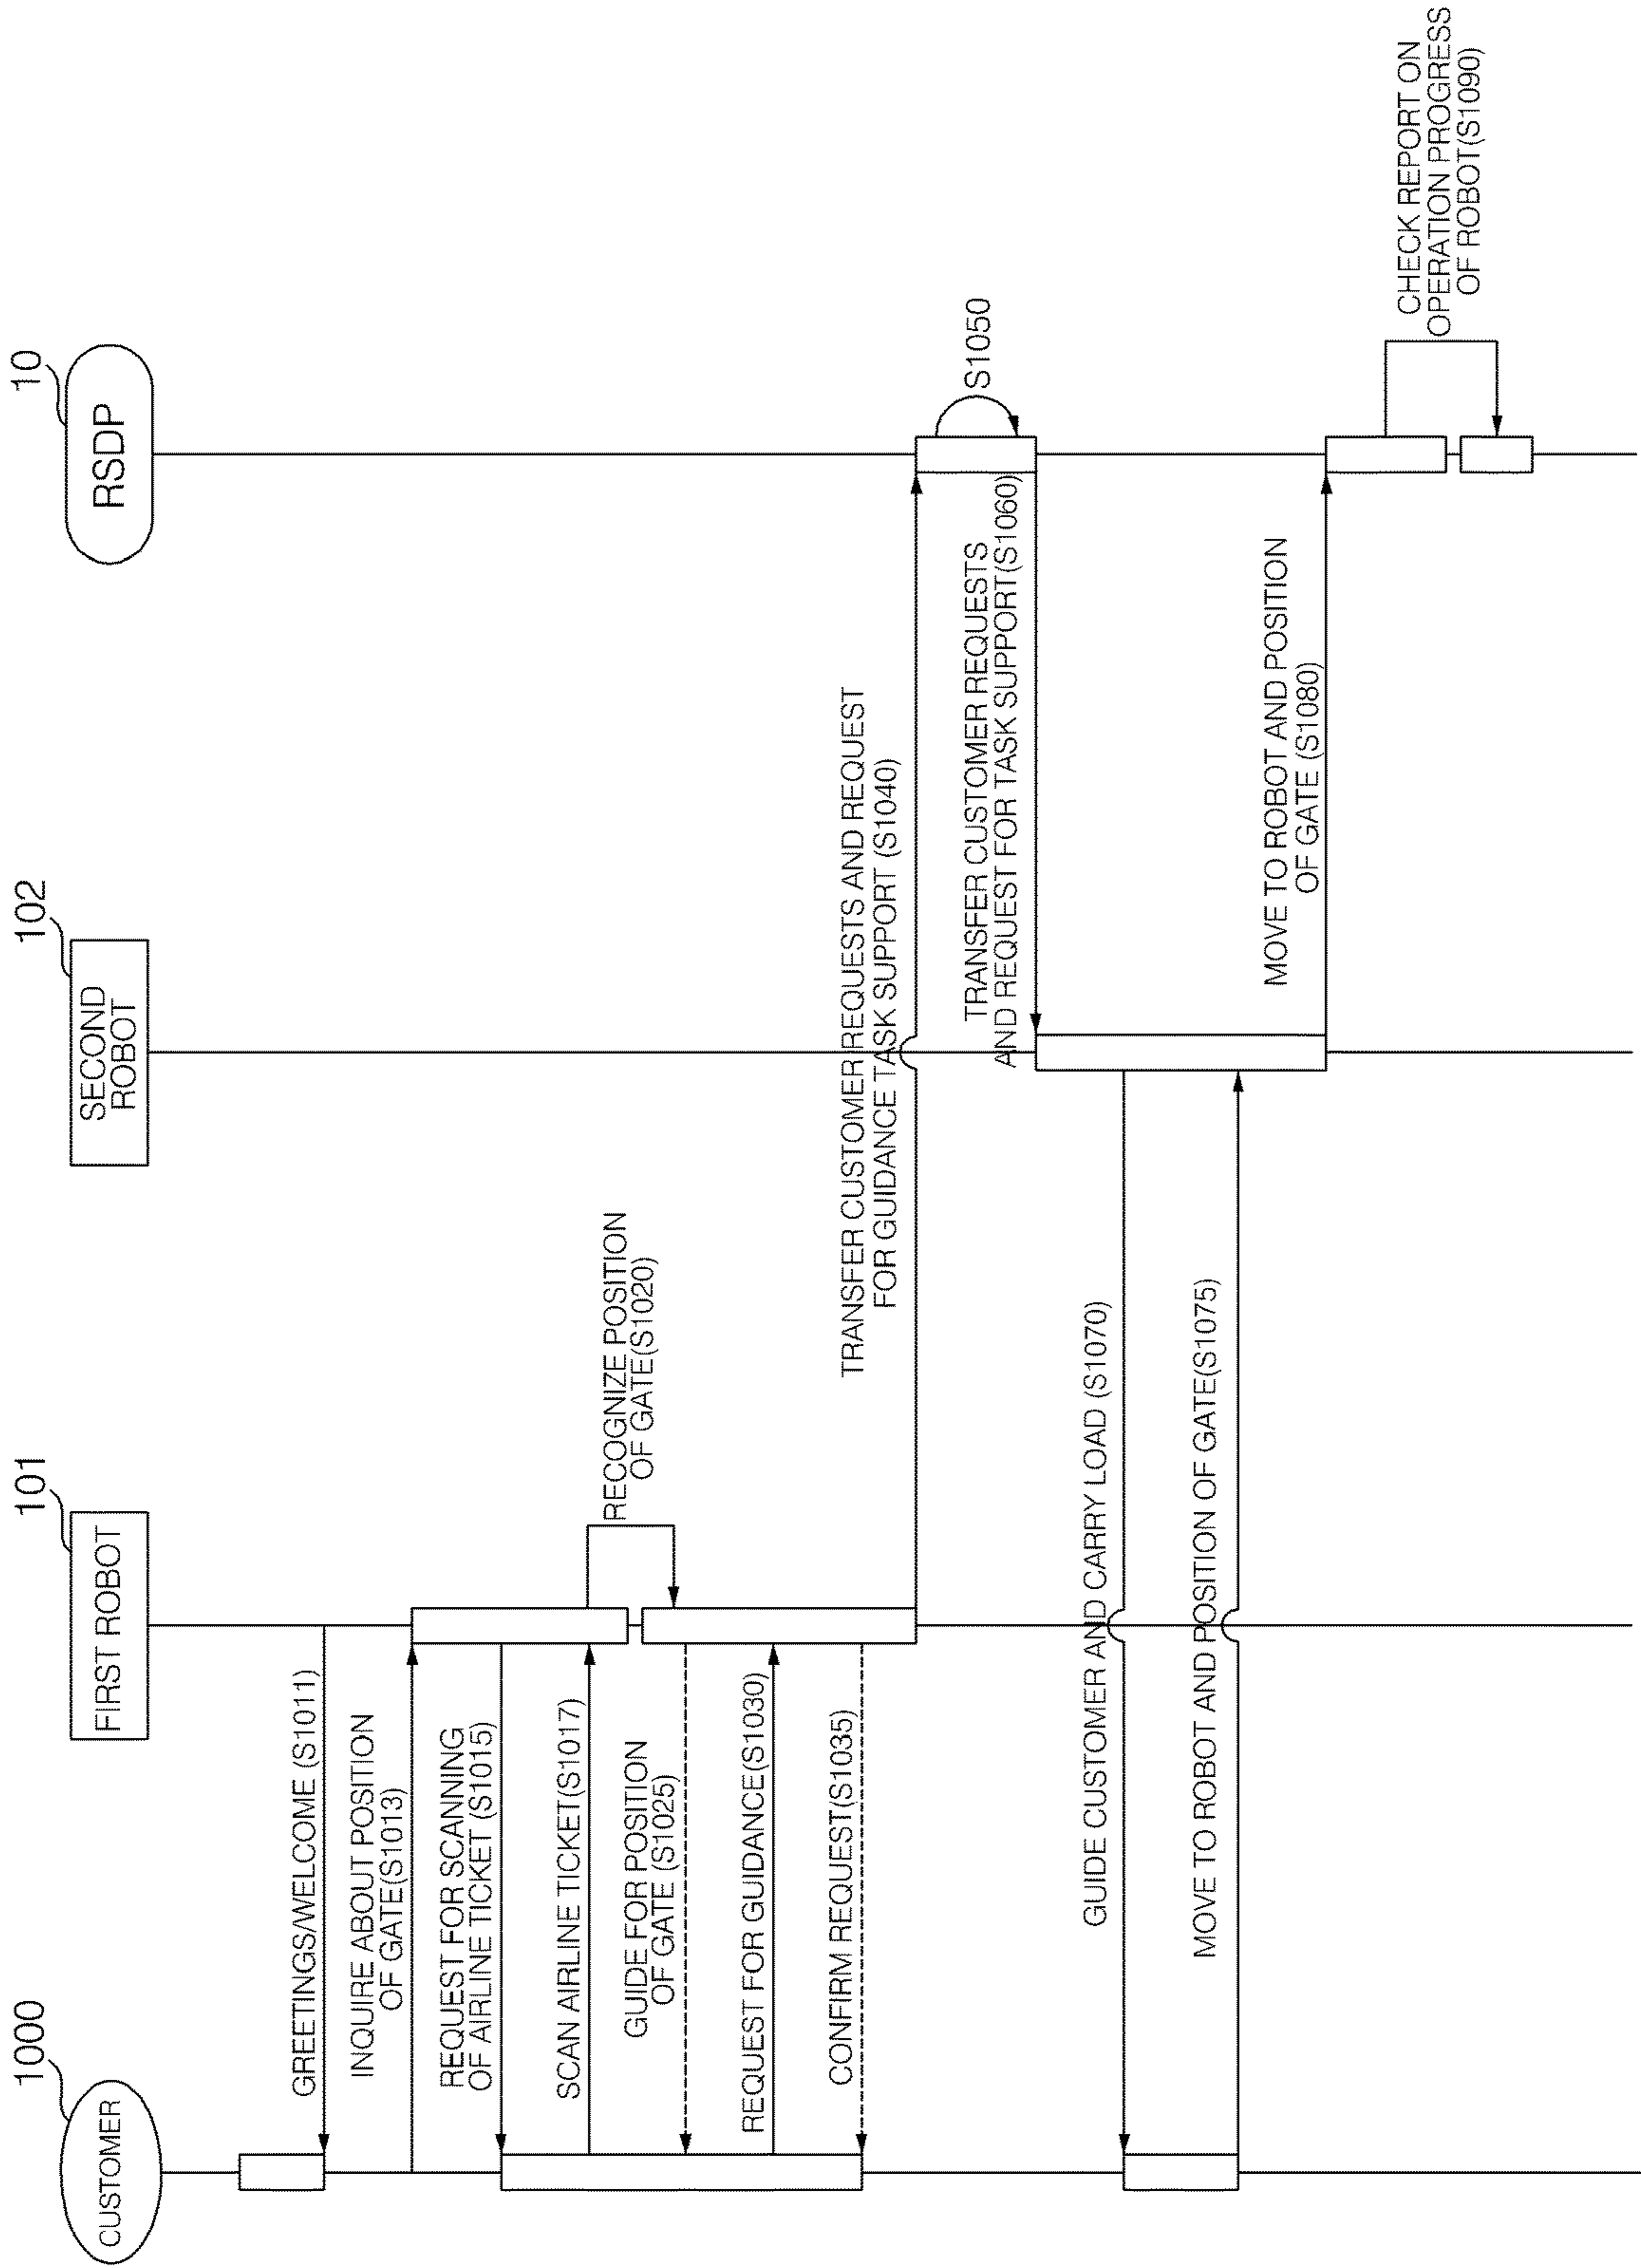 1000
CUSTOMER
101
FIRST ROBOT
102
SECOND
ROBOT
10
RSDP
GREETINGS/WELCOME (S1011)
INQUIRE ABOUT POSITION
OF GATE(S1013)
REQUEST FOR SCANNING
OF AIRLINE TICKET (S1015)
SCAN AIRLINE TICKET(S1017)
RECOGNIZE POSITION
OF GATE(S1020)
GUIDE FOR POSITION
OF GATE (S1025)
REQUEST FOR GUIDANCE(S1030)
CONFIRM REQUEST(S1035)
TRANSFER CUSTOMER REQUESTS AND REQUEST
FOR GUIDANCE TASK SUPPORT (S1040)
S1050
TRANSFER CUSTOMER REQUESTS
AND REQUEST FOR TASK SUPPORT(S1060)
GUIDE CUSTOMER AND CARRY LOAD (S1070)
MOVE TO ROBOT AND POSITION OF GATE(S1075)
MOVE TO ROBOT AND POSITION
OF GATE (S1080)
CHECK REPORT ON
OPERATION PROGRESS
OF ROBOT(S1090)